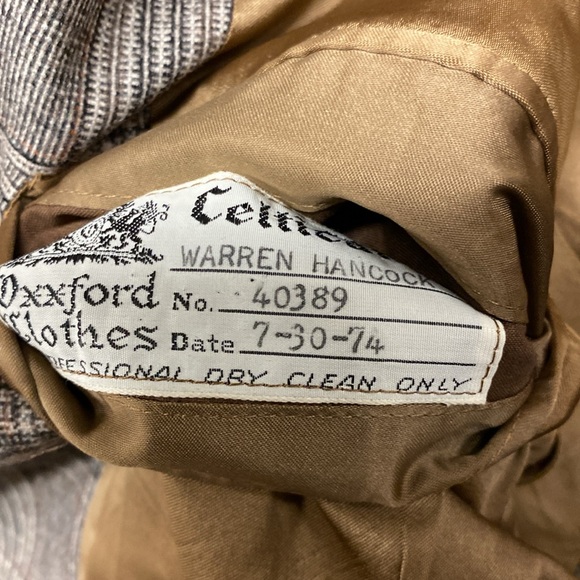 WARREN HANCOCK
Oxxford No. 40389
Clothes Date 7-30-74
PROFESSIONAL DRY CLEAN ONLY